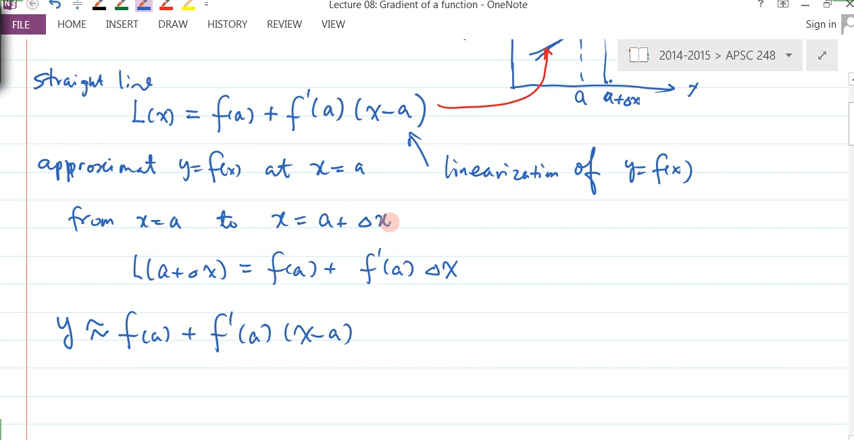 Lecture 08: Gradient of a function - OneNote
?
FILE HOME INSERT DRAW HISTORY REVIEW VIEW Sign in
2014-2015 > APSC 248
straight line
L(x) = f(a) + f'(a) (x-a)
a a+Δx x
approximat y=f(x) at x=a linearization of y=f(x)
from x=a to x = a+Δx
L(a+Δx) = f(a) + f'(a) Δx
y ≈ f(a) + f'(a) (x-a)